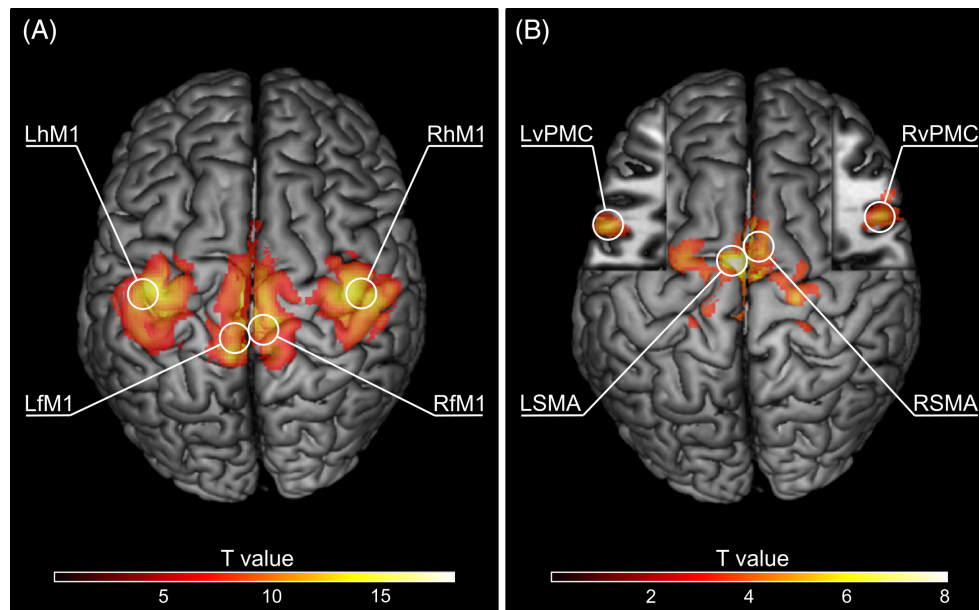 (A)
LhM1
RhM1
LfM1
RfM1
T value
5 10 15
(B)
LvPMC
RvPMC
LSMA
RSMA
T value
2 4 6 8